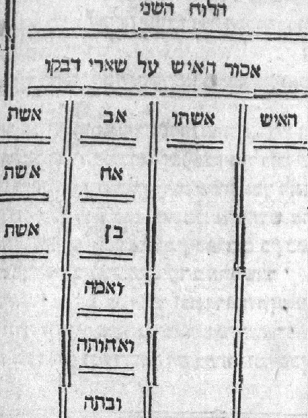 הלוח השני
אסור האיש על שארי דבקו
האיש אשתו אב אשת
אח אשת
בן אשת
ואמה
ואחותה
ובתה